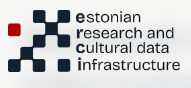 estonian
research and
cultural data
infrastructure